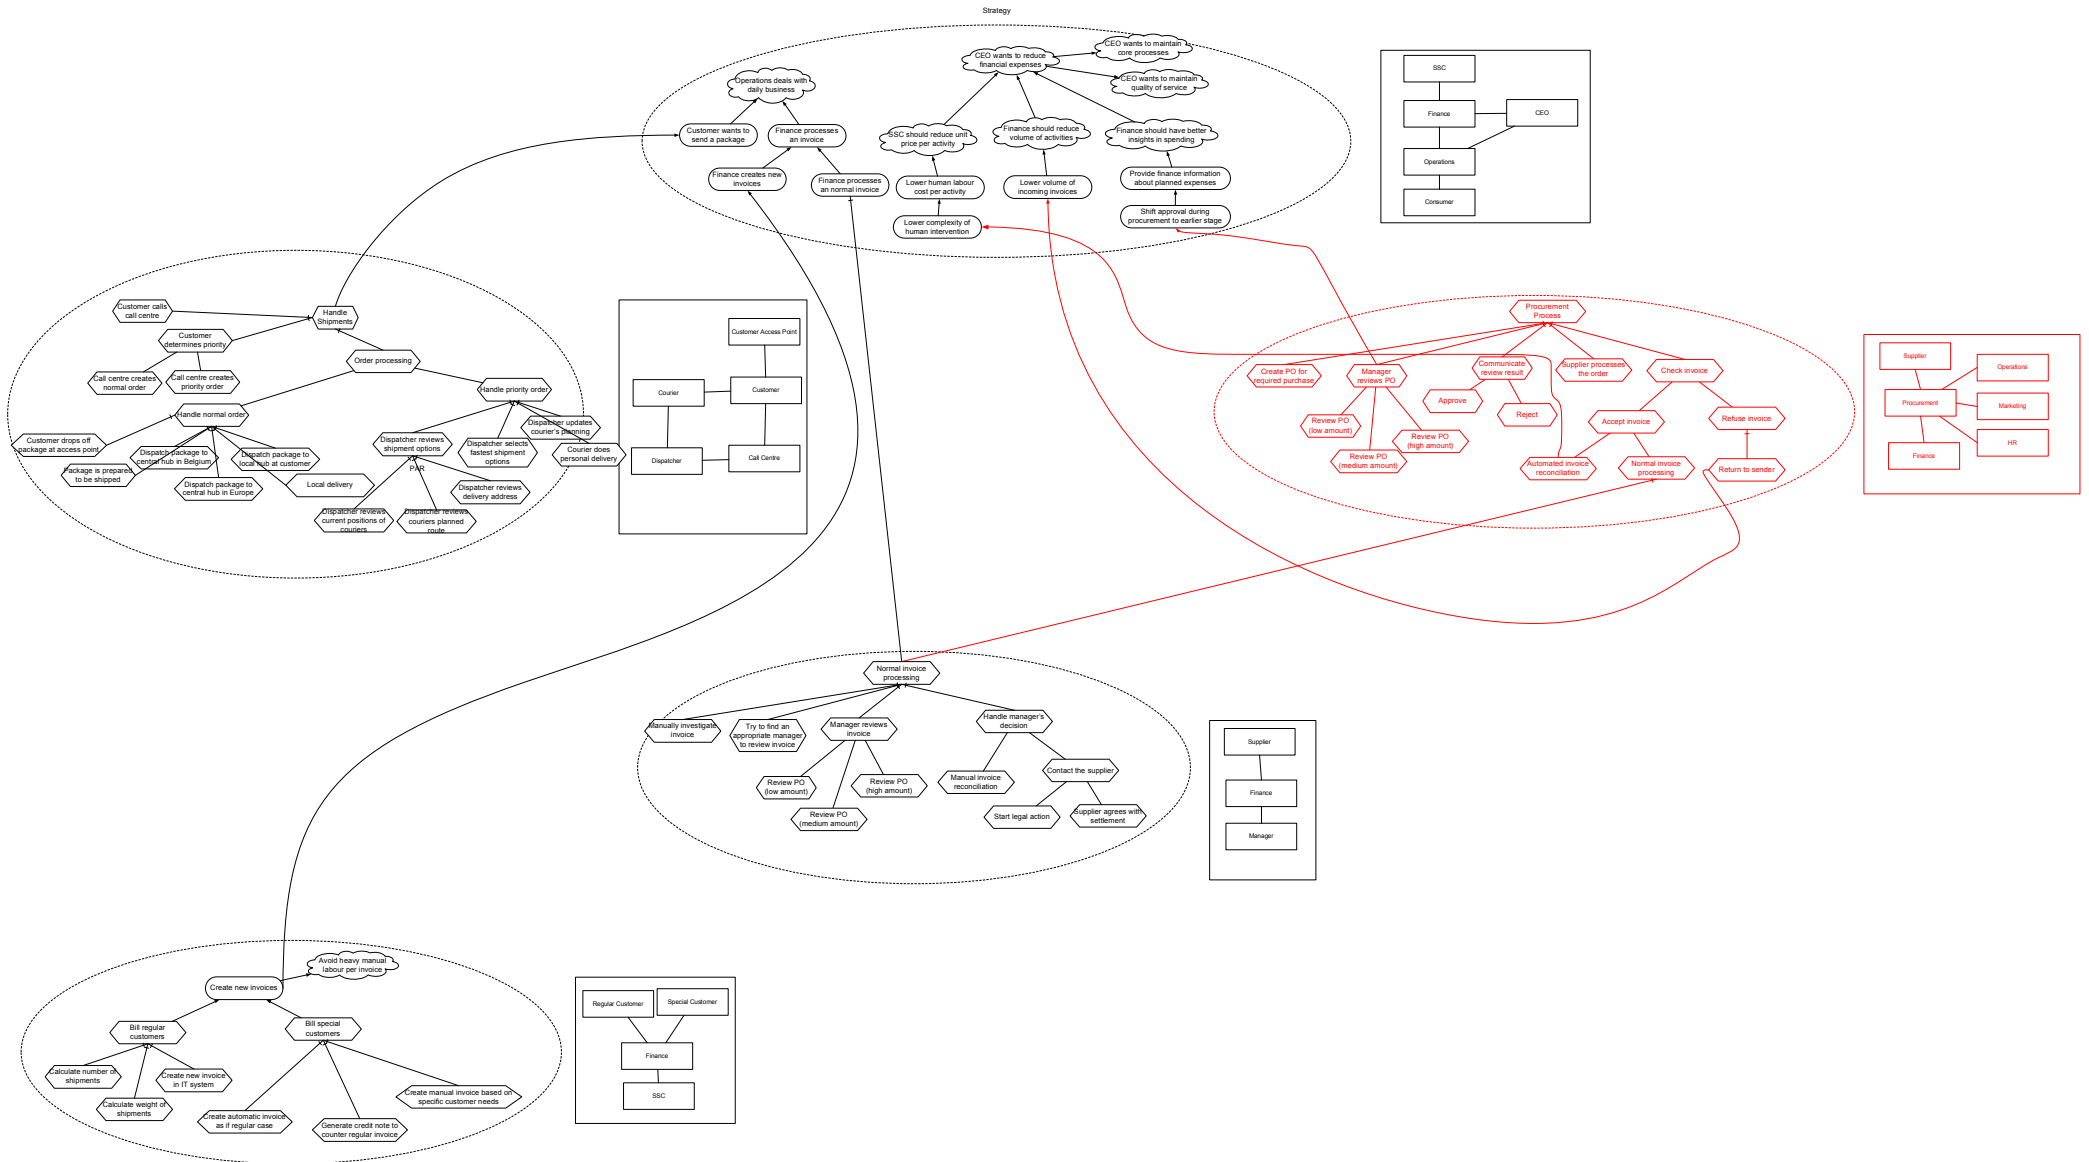 Strategy
CEO wants to maintain
core processes
CEO wants to reduce
financial expenses
CEO wants to maintain
quality of service
Operations deals with
daily business
Customer wants to
send a package
Finance processes
an invoice
SSC should reduce unit
price per activity
Finance should reduce
volume of activities
Finance should have better
insights in spending
Finance creates new
invoices
Finance processes
an normal invoice
Lower human labour
cost per activity
Lower volume of
incoming invoices
Provide finance information
about planned expenses
Lower complexity of
human intervention
Shift approval during
procurement to earlier stage
SSC
Finance
CEO
Operations
Consumer
Customer calls
call centre
Handle
Shipments
Customer
determines priority
Order processing
Call centre creates
normal order
Call centre creates
priority order
Handle priority order
Handle normal order
Customer drops off
package at access point
Package is prepared
to be shipped
Dispatch package to
central hub in Belgium
Dispatch package to
central hub in Europe
Dispatch package to
local hub at customer
Local delivery
Dispatcher reviews
shipment options
PAR
Dispatcher selects
fastest shipment
options
Dispatcher updates
courier's planning
Courier does
personal delivery
Dispatcher reviews
delivery address
Dispatcher reviews
current positions of
couriers
Dispatcher reviews
couriers planned
route
Customer Access Point
Courier
Customer
Dispatcher
Call Centre
Procurement
Process
Create PO for
required purchase
Manager
reviews PO
Communicate
review result
Supplier processes
the order
Check invoice
Review PO
(low amount)
Review PO
(medium amount)
Review PO
(high amount)
Approve
Reject
Accept invoice
Refuse invoice
Automated invoice
reconciliation
Normal invoice
processing
Return to sender
Supplier
Operations
Procurement
Marketing
HR
Finance
Normal invoice
processing
Manually investigate
invoice
Try to find an
appropriate manager
to review invoice
Manager reviews
invoice
Handle manager's
decision
Review PO
(low amount)
Review PO
(medium amount)
Review PO
(high amount)
Manual invoice
reconciliation
Contact the supplier
Start legal action
Supplier agrees with
settlement
Supplier
Finance
Manager
Avoid heavy manual
labour per invoice
Create new invoices
Bill regular
customers
Bill special
customers
Calculate number of
shipments
Calculate weight of
shipments
Create new invoice
in IT system
Create automatic invoice
as if regular case
Generate credit note to
counter regular invoice
Create manual invoice based on
specific customer needs
Regular Customer
Special Customer
Finance
SSC